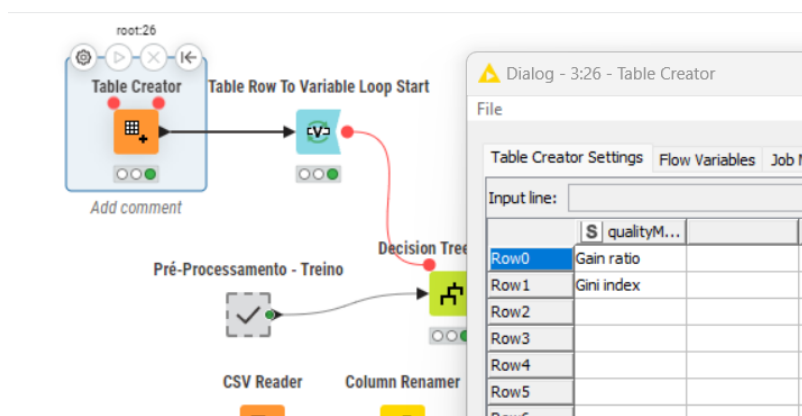 root:26
Table Creator
Table Row To Variable Loop Start
Add comment
Decision Tree
Pré-Processamento - Treino
CSV Reader
Column Renamer
Dialog - 3:26 - Table Creator
File
Table Creator Settings
Flow Variables
Job
Input line:
S qualityM...
Row0 Gain ratio
Row1 Gini index
Row2
Row3
Row4
Row5